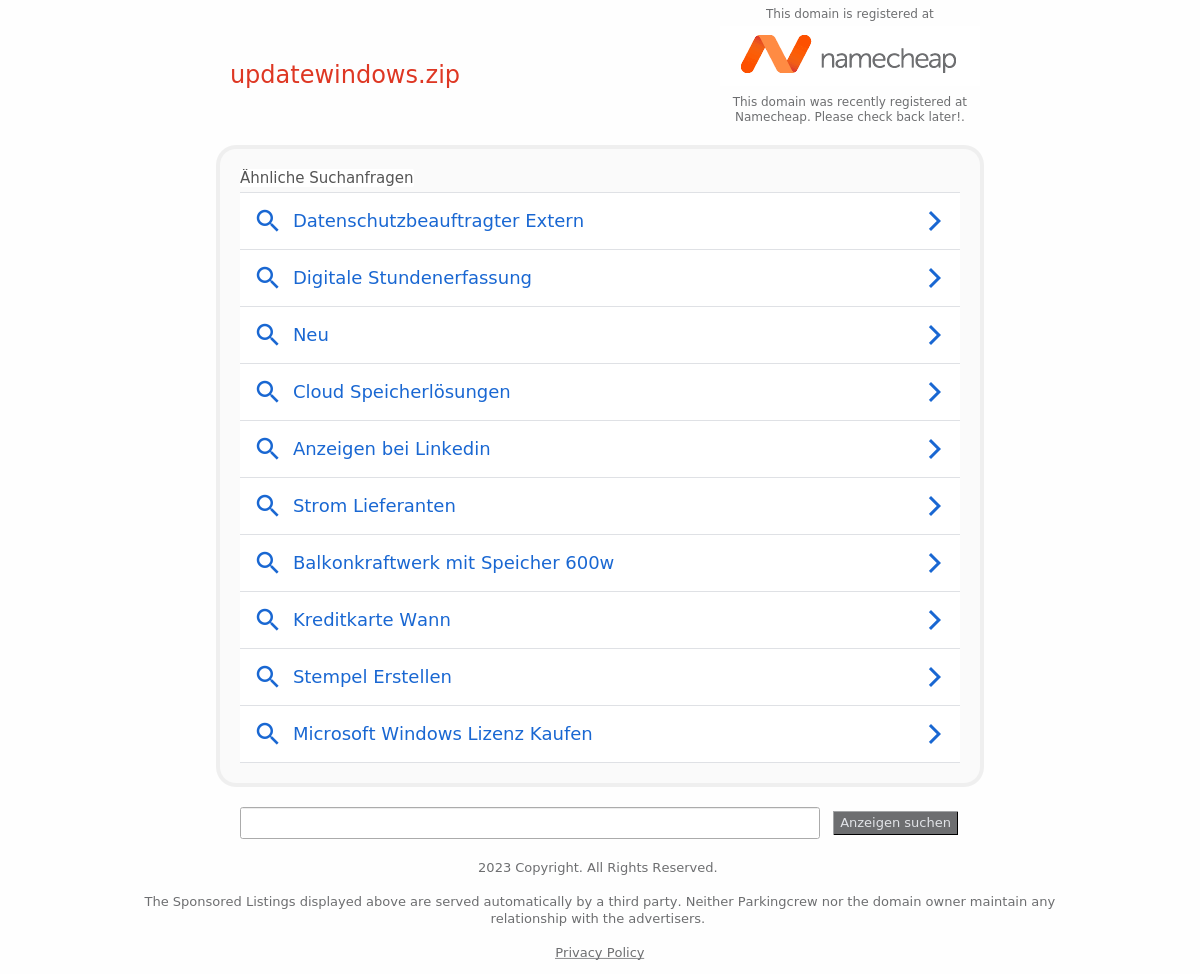 This domain is registered at
namecheap
updatewindows.zip
This domain was recently registered at
Namecheap. Please check back later!.
Ähnliche Suchanfragen
Datenschutzbeauftragter Extern
Digitale Stundenerfassung
Neu
Cloud Speicherlösungen
Anzeigen bei Linkedin
Strom Lieferanten
Balkonkraftwerk mit Speicher 600w
Kreditkarte Wann
Stempel Erstellen
Microsoft Windows Lizenz Kaufen
Anzeigen suchen
2023 Copyright. All Rights Reserved.
The Sponsored Listings displayed above are served automatically by a third party. Neither Parkingcrew nor the domain owner maintain any
relationship with the advertisers.
Privacy Policy